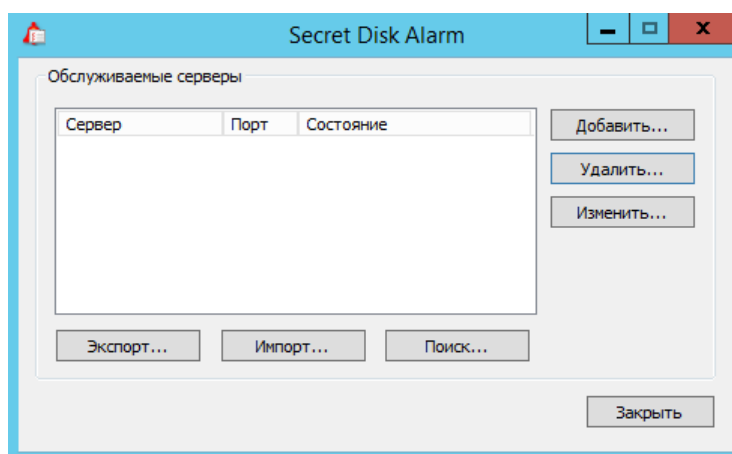 Secret Disk Alarm
Обслуживаемые серверы
Сервер Порт Состояние
Добавить...
Удалить...
Изменить...
Экспорт... Импорт... Поиск...
Закрыть